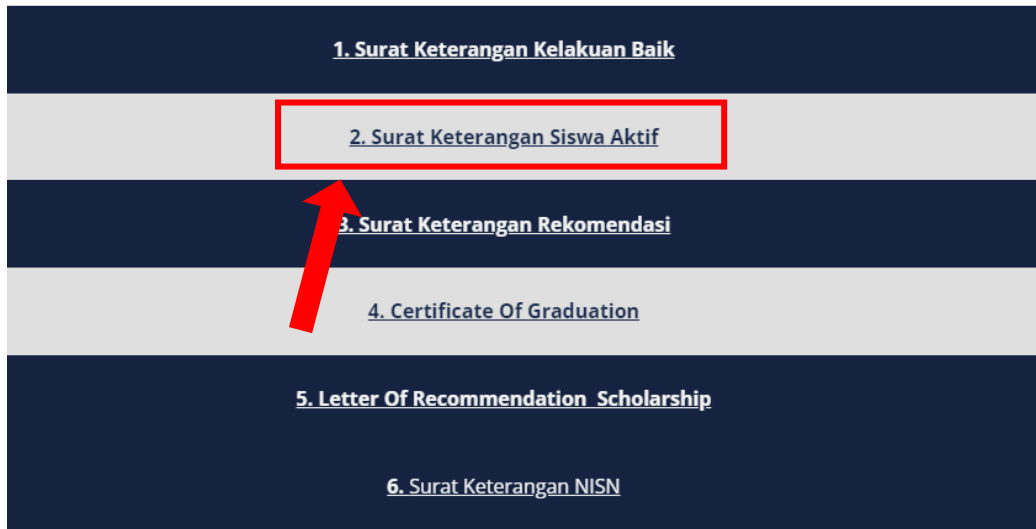 1. Surat Keterangan Kelakuan Baik
2. Surat Keterangan Siswa Aktif
3. Surat Keterangan Rekomendasi
4. Certificate Of Graduation
5. Letter Of Recommendation  Scholarship
6. Surat Keterangan NISN